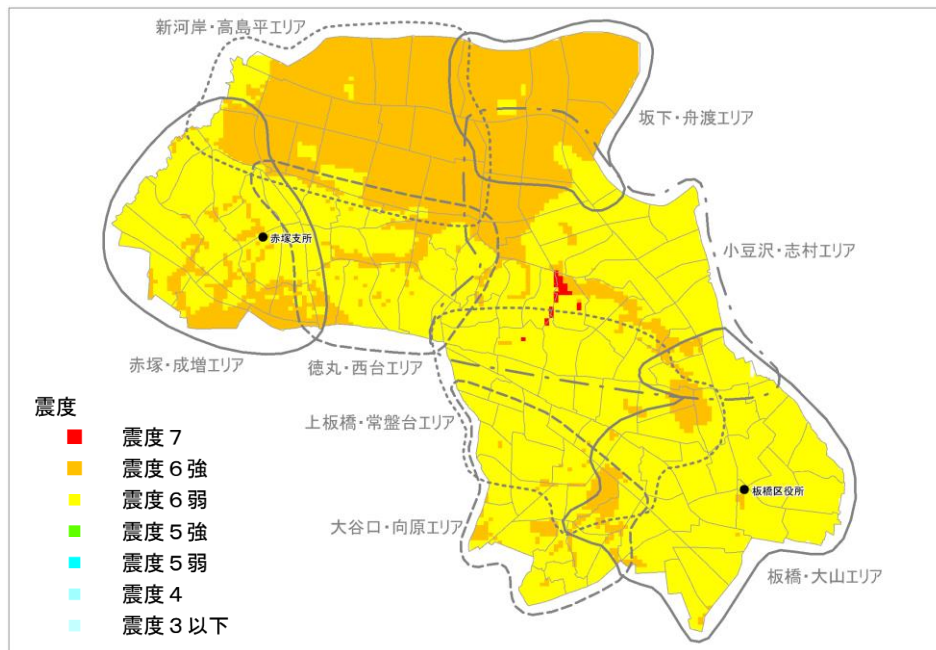 新河岸・高島平エリア
坂下・舟渡エリア
赤塚支所
小豆沢・志村エリア
赤塚・成増エリア
徳丸・西台エリア
上板橋・常盤台エリア
板橋区役所
大谷口・向原エリア
板橋・大山エリア
震度
震度7
震度6強
震度6弱
震度5強
震度5弱
震度4
震度3以下